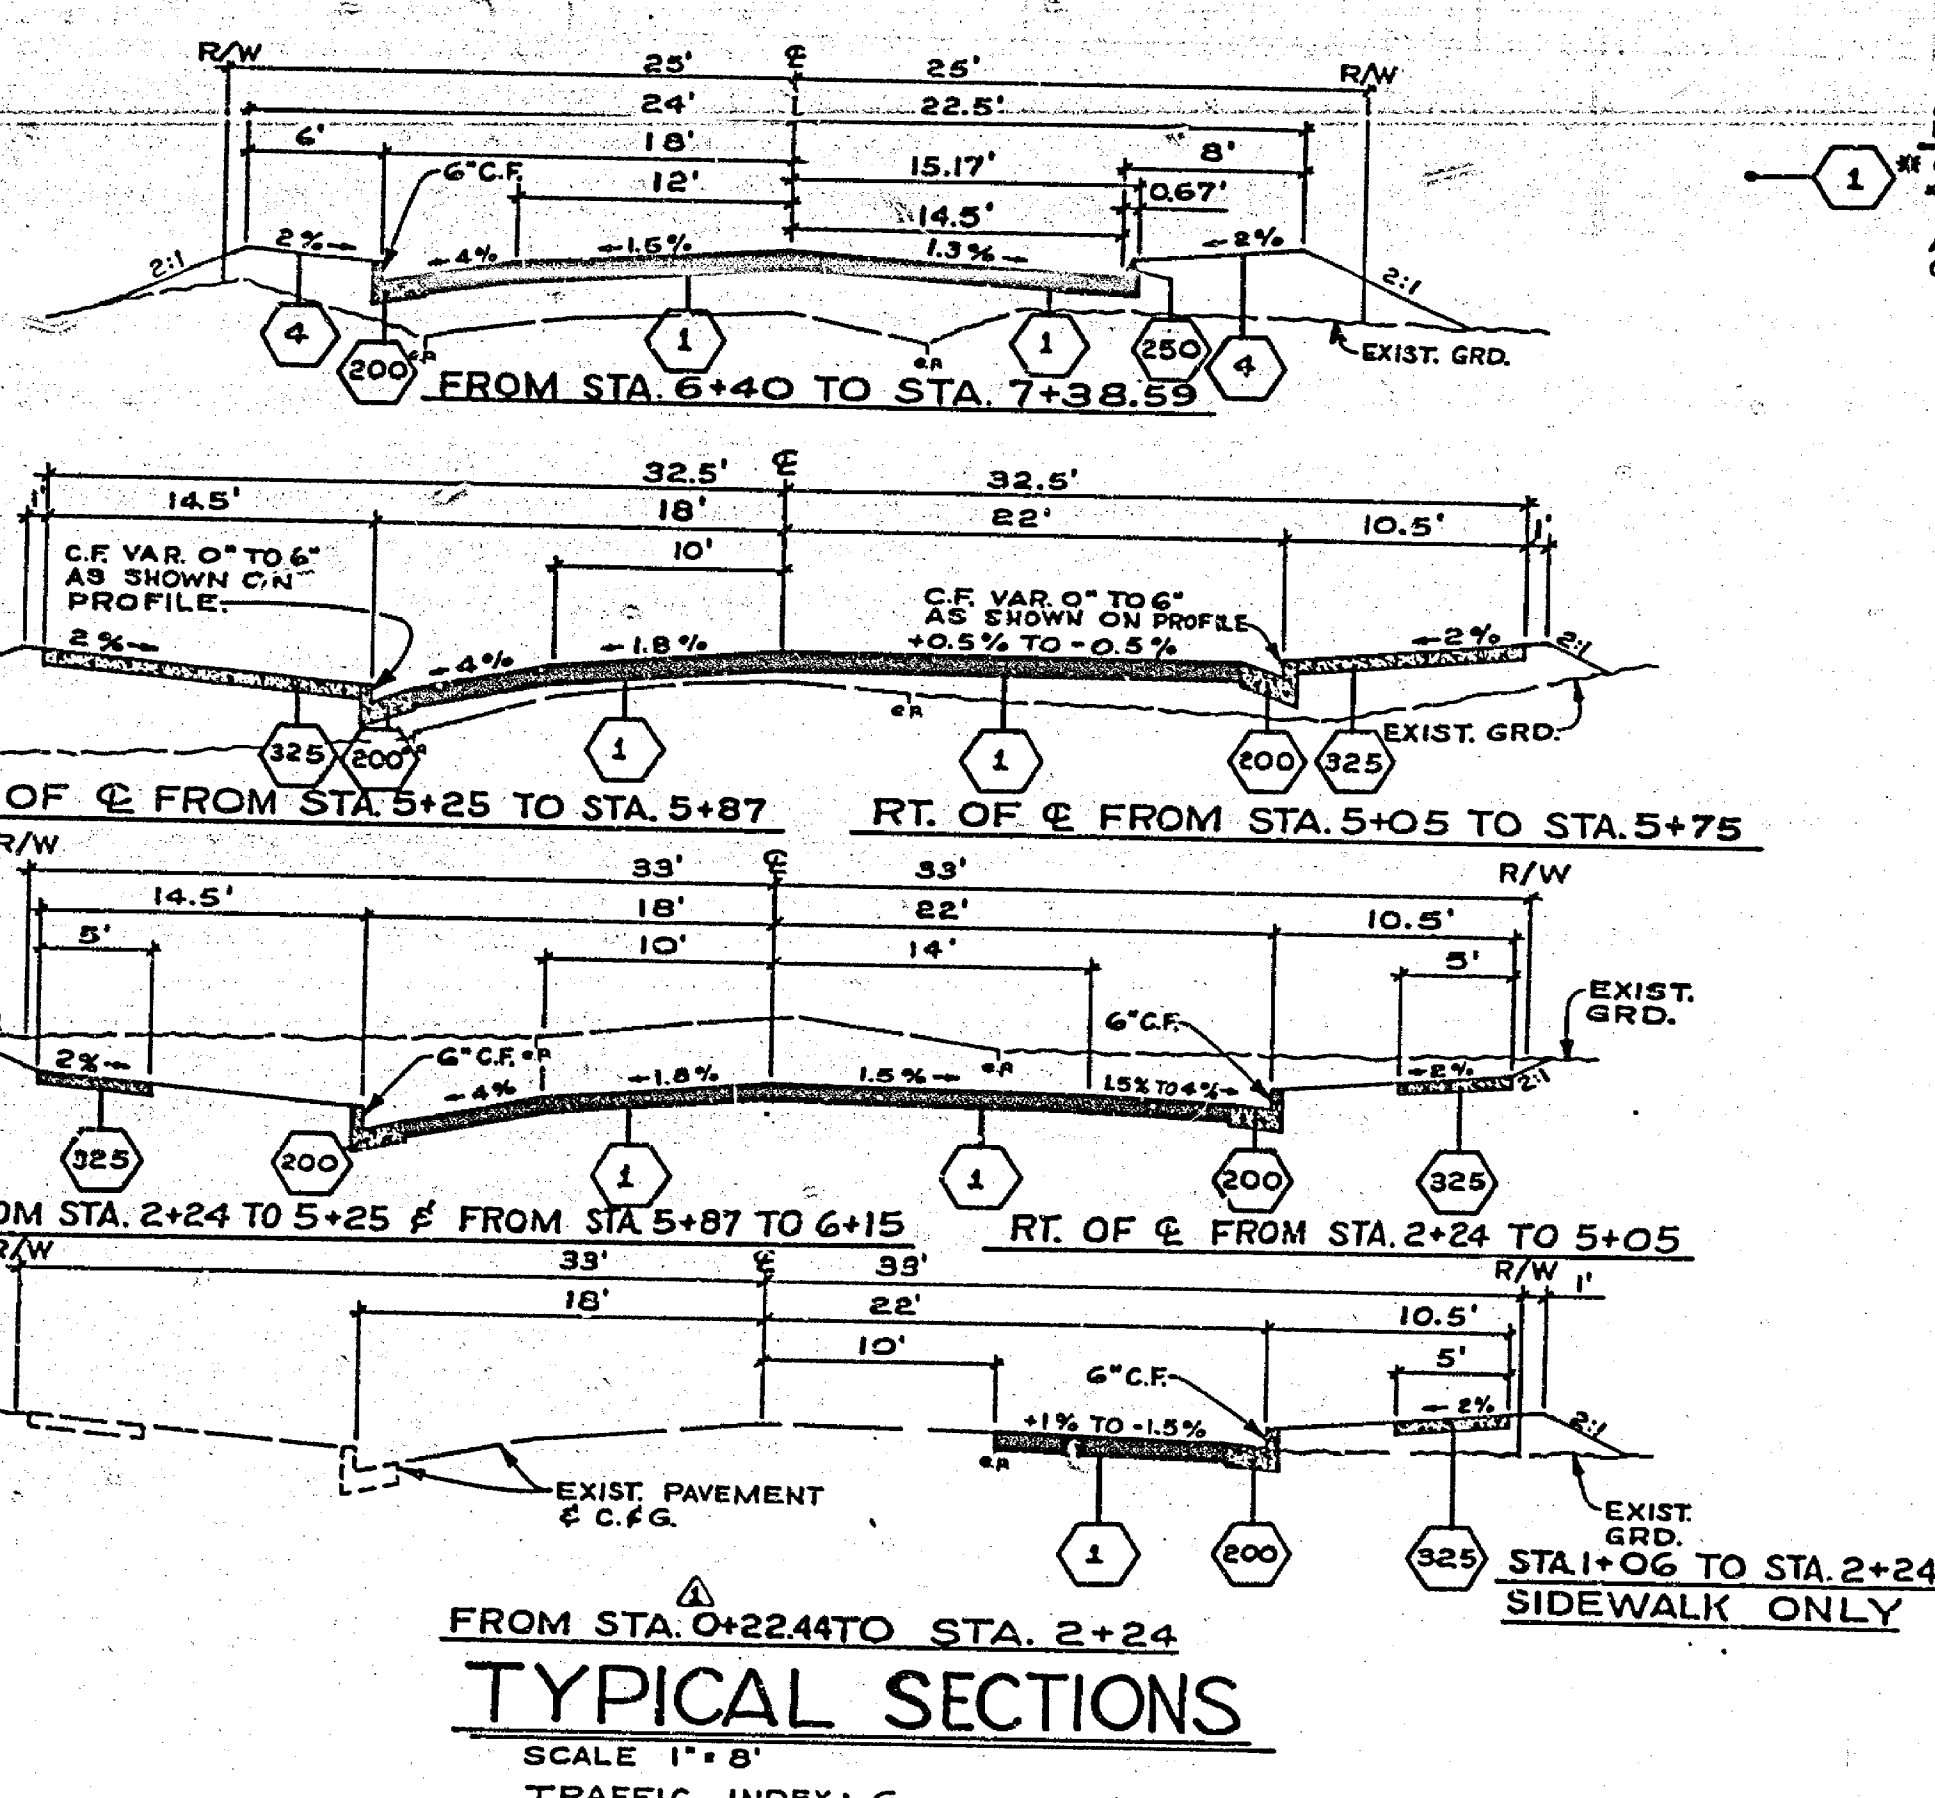 R/W
25'
℄
25'
R/W
24'
22.5'
6'
18'
15.17'
8'
6"C.F.
12'
0.67'
14.5'
2:1
2%→
←4%
←1.5%
1.3%→
←2%
2:1
4
200
e.p.
1
e.p.
1
250
4
EXIST. GRD.
FROM STA. 6+40 TO STA. 7+38.59
1
**
32.5'
℄
32.5'
1'
14.5'
18'
22'
10.5'
1'
10'
C.F. VAR. 0" TO 6"
AS SHOWN ON
PROFILE.
C.F. VAR. 0" TO 6"
AS SHOWN ON PROFILE
2%→
←4%
←1.8%
+0.5% TO -0.5%
←2%
2:1
325
200
e.p.
1
e.p.
1
200
325
EXIST. GRD.
OF ℄ FROM STA. 5+25 TO STA. 5+87
RT. OF ℄ FROM STA. 5+05 TO STA. 5+75
R/W
33'
℄
33'
R/W
14.5'
18'
22'
10.5'
5'
10'
14'
5'
EXIST.
GRD.
6"C.F.
2%→
6"C.F.
e.p.
←4%
←1.8%
1.5%→
e.p.
1.5% TO 4%→
←2%
2:1
325
200
1
1
200
325
OM STA. 2+24 TO 5+25 & FROM STA 5+87 TO 6+15
RT. OF ℄ FROM STA. 2+24 TO 5+05
R/W
33'
℄
33'
R/W
1'
18'
22'
10.5'
10'
5'
6"C.F.
+1% TO -1.5%
←2%
2:1
e.p.
EXIST. PAVEMENT
& C.&G.
1
200
325
EXIST.
GRD.
STA.1+06 TO STA. 2+24
SIDEWALK ONLY
1
FROM STA. 0+22.44 TO STA. 2+24
TYPICAL SECTIONS
SCALE 1"=8'
TRAFFIC INDEX: